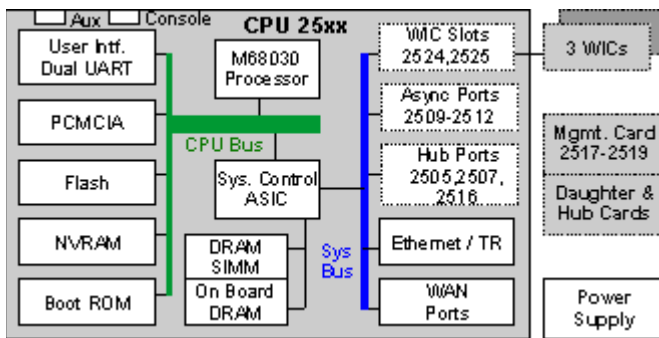 Aux
Console
CPU 25xx
User Intf.
Dual UART
PCMCIA
Flash
NVRAM
Boot ROM
M68030
Processor
CPU Bus
Sys. Control
ASIC
DRAM
SIMM
On Board
DRAM
Sys
Bus
WIC Slots
2524,2525
Async Ports
2509-2512
Hub Ports
2505,2507,
2516
Ethernet / TR
WAN
Ports
3 WICs
Mgmt. Card
2517-2519
Daughter &
Hub Cards
Power
Supply